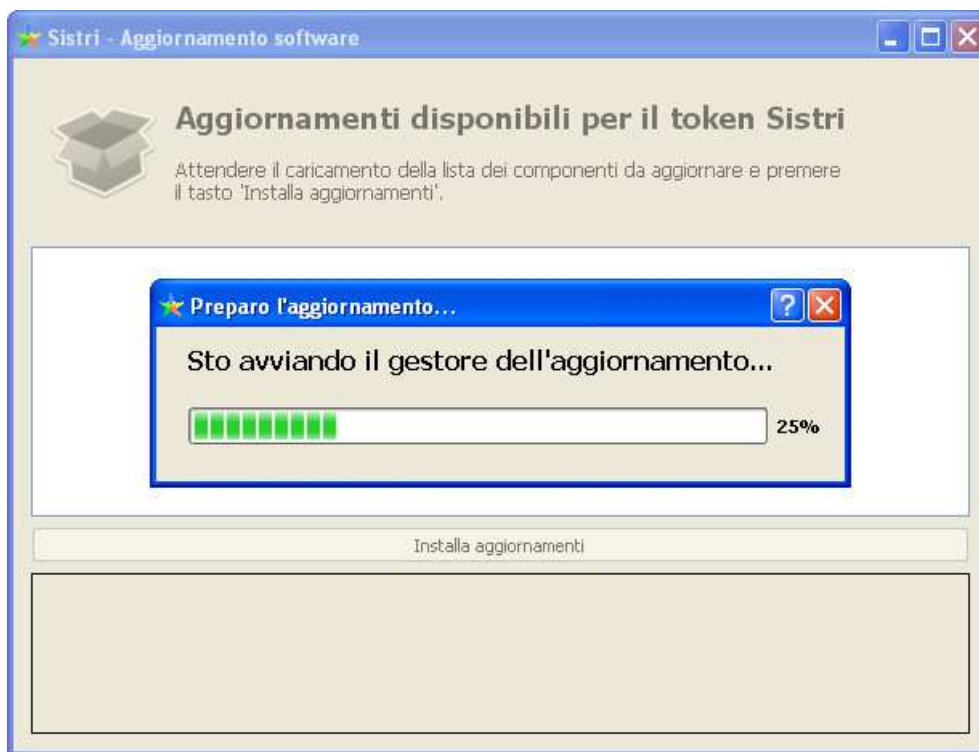 Sistri - Aggiornamento software
Aggiornamenti disponibili per il token Sistri
Attendere il caricamento della lista dei componenti da aggiornare e premere
il tasto 'Installa aggiornamenti'.
Preparo l'aggiornamento...
Sto avviando il gestore dell'aggiornamento...
25%
Installa aggiornamenti